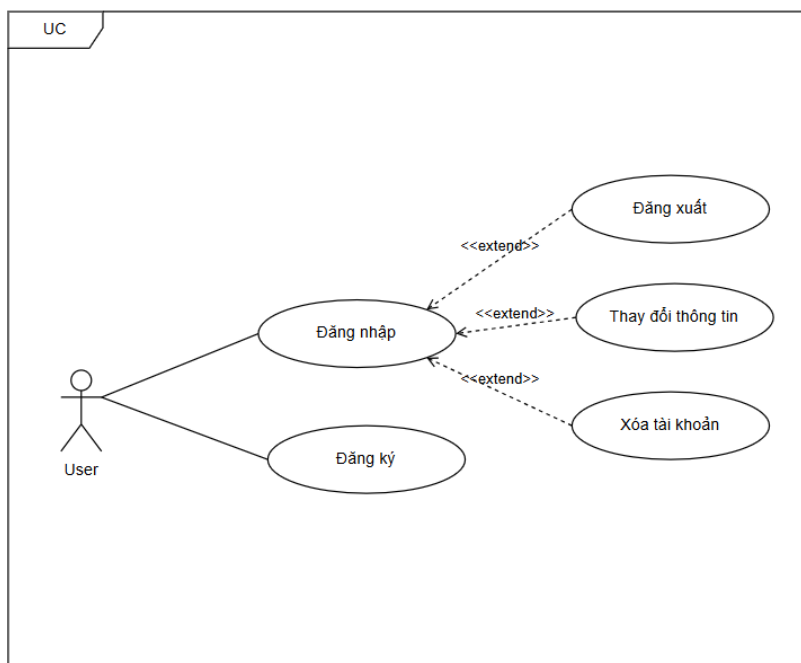 UC
Đăng xuất
<<extend>>
<<extend>>
Thay đổi thông tin
Đăng nhập
<<extend>>
Xóa tài khoản
Đăng ký
User